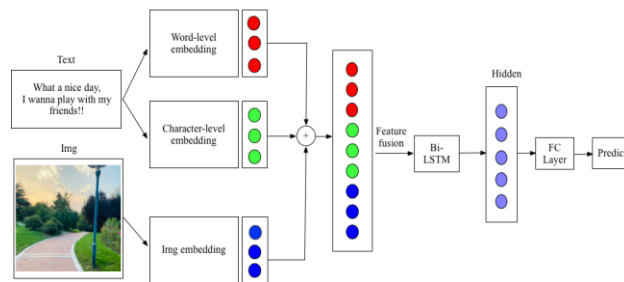 Text
What a nice day,
I wanna play with my
friends!!
Img
Word-level
embedding
Character-level
embedding
Img embedding
+
Feature
fusion
Bi-
LSTM
Hidden
FC
Layer
Predict